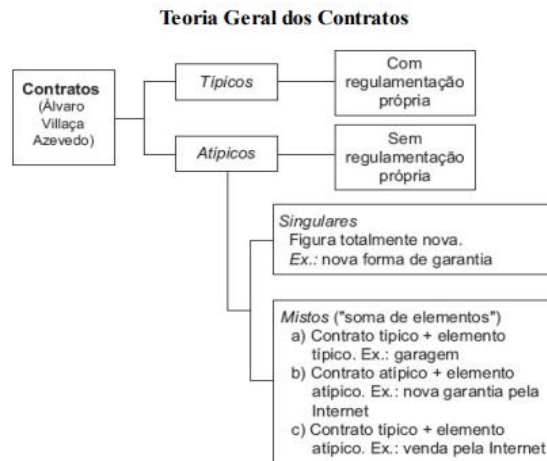 Teoria Geral dos Contratos
Contratos
(Álvaro
Villaça
Azevedo)
Típicos
Com
regulamentação
própria
Atípicos
Sem
regulamentação
própria
Singulares
Figura totalmente nova.
Ex.: nova forma de garantia
Mistos ("soma de elementos")
a) Contrato típico + elemento
típico. Ex.: garagem
b) Contrato atípico + elemento
atípico. Ex.: nova garantia pela
Internet
c) Contrato típico + elemento
atípico. Ex.: venda pela Internet